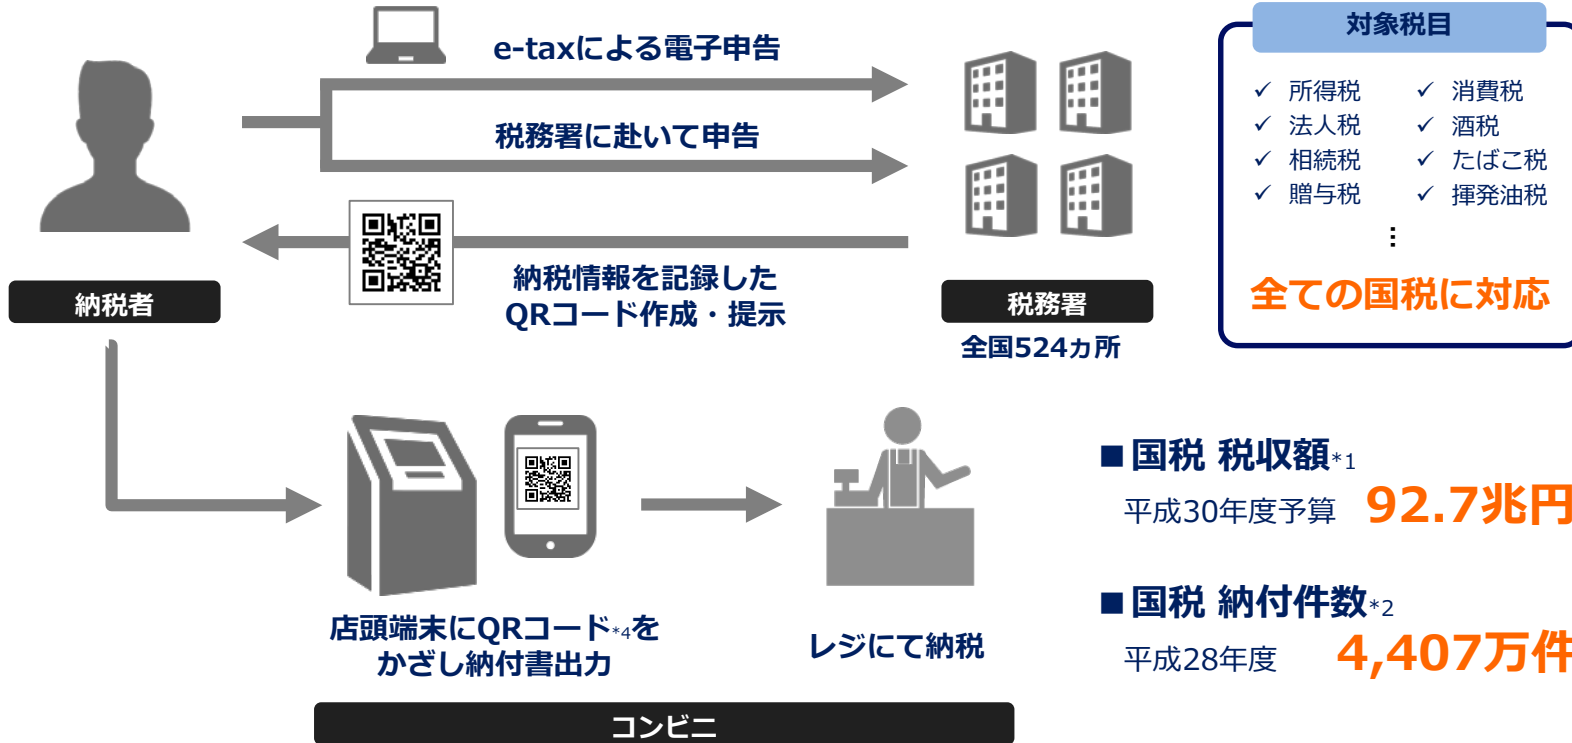 e-taxによる電子申告
税務署に赴いて申告
納税情報を記録した
QRコード作成・提示
納税者
税務署
全国524ヵ所
対象税目
✓ 所得税
✓ 消費税
✓ 法人税
✓ 酒税
✓ 相続税
✓ たばこ税
✓ 贈与税
✓ 揮発油税
⋮
全ての国税に対応
店頭端末にQRコード*4を
かざし納付書出力
レジにて納税
コンビニ
■国税 税収額*1
平成30年度予算 92.7兆円
■国税 納付件数*2
平成28年度 4,407万件